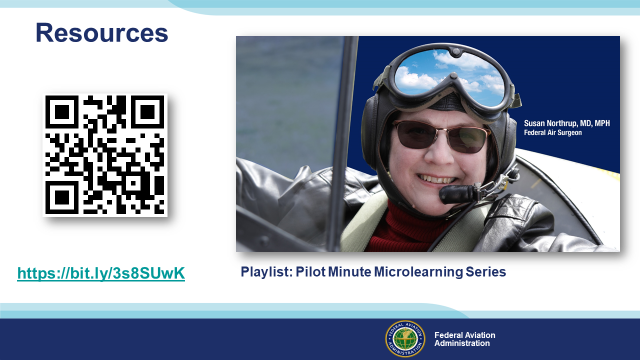 Resources
Susan Northrup, MD, MPH
Federal Air Surgeon
https://bit.ly/3s8SUwK
Playlist: Pilot Minute Microlearning Series
Federal Aviation
Administration